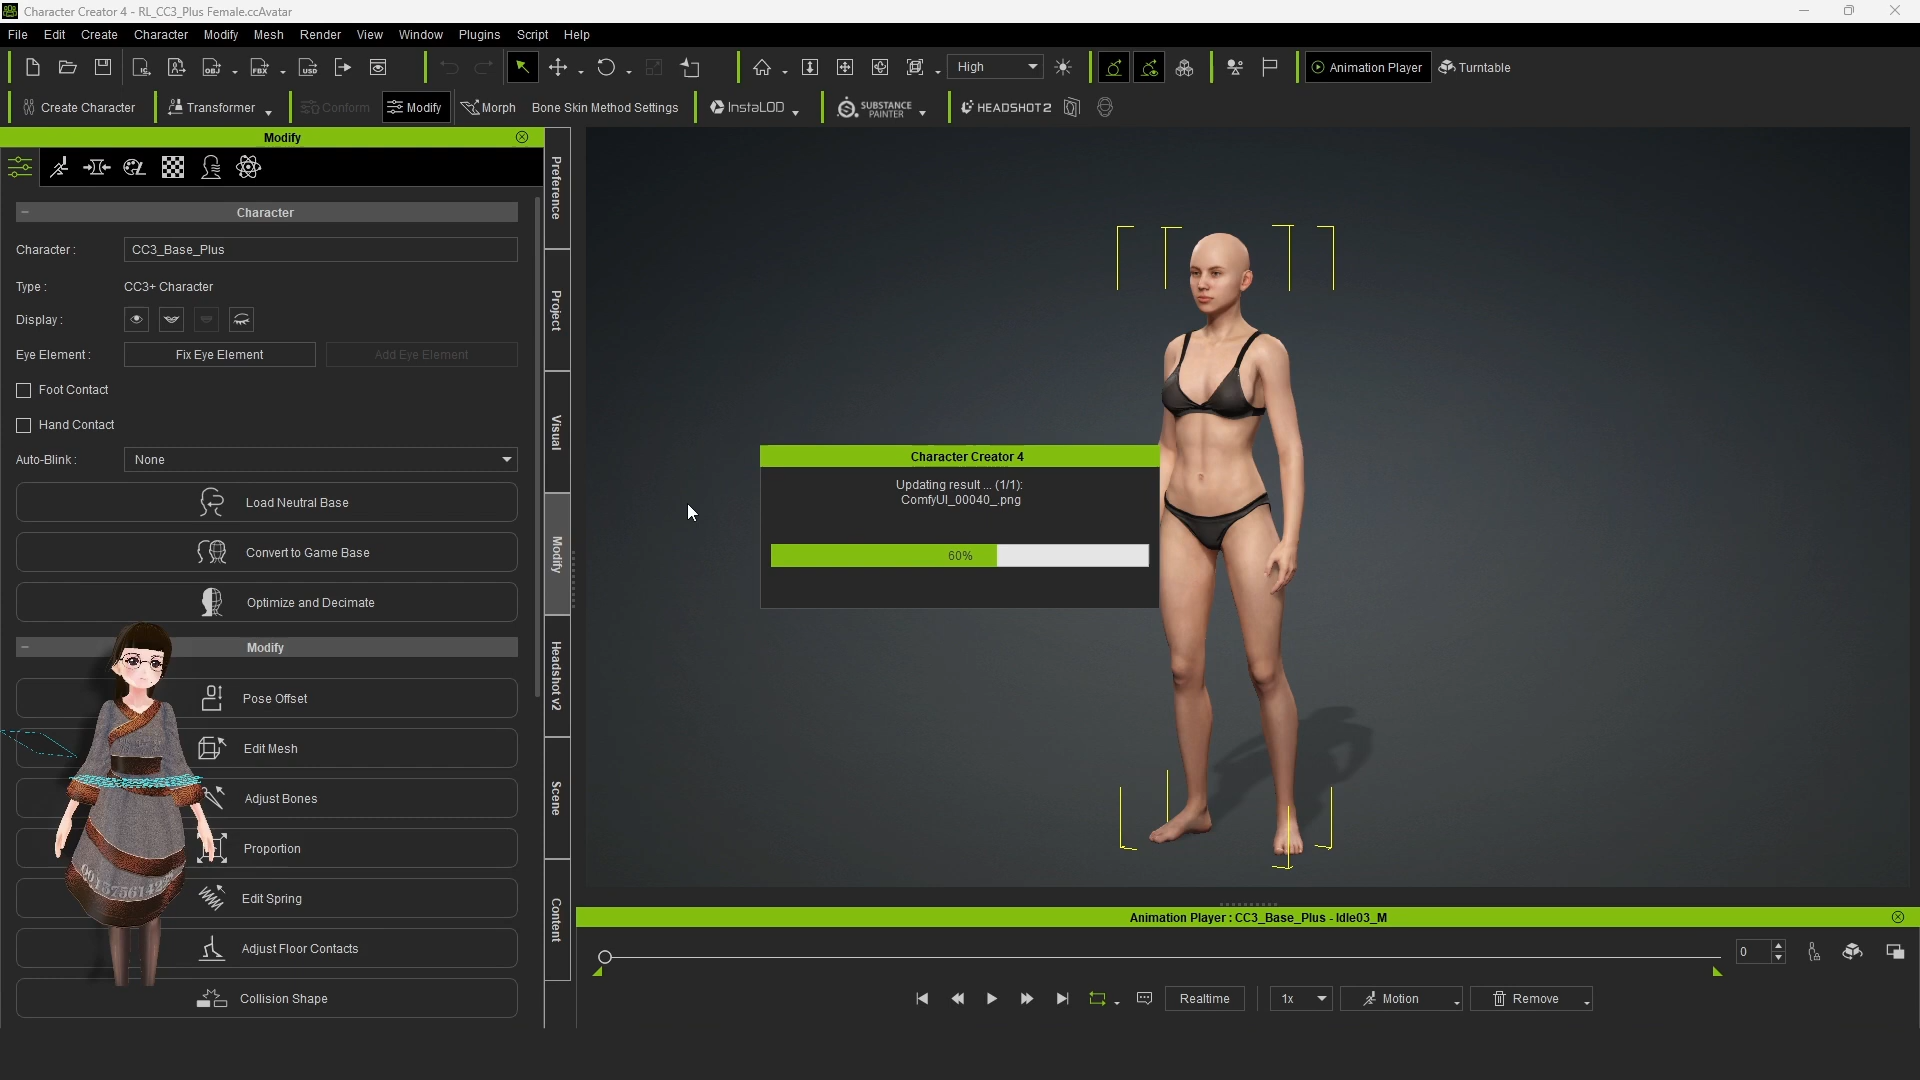 Character Creator 4 - RL_CC3_Plus Female.ccAvatar
File Edit Create Character Modify Mesh Render View Window Plugins Script Help
OBJ FBX USD High Animation Player Turntable
Create Character Transformer Conform Modify Morph Bone Skin Method Settings InstaLOD SUBSTANCE PAINTER HEADSHOT 2
Modify
Character
Character : CC3_Base_Plus
Type : CC3+ Character
Display :
Eye Element : Fix Eye Element Add Eye Element
Foot Contact
Hand Contact
Auto-Blink : None
Load Neutral Base
Convert to Game Base
Optimize and Decimate
Modify
Pose Offset
Edit Mesh
Adjust Bones
Proportion
Edit Spring
Adjust Floor Contacts
Collision Shape
Preference
Project
Visual
Modify
Headshot v2
Scene
Content
Character Creator 4
Updating result ... (1/1):
ComfyUI_00040_.png
60%
Animation Player : CC3_Base_Plus - Idle03_M
0
Realtime 1x Motion Remove